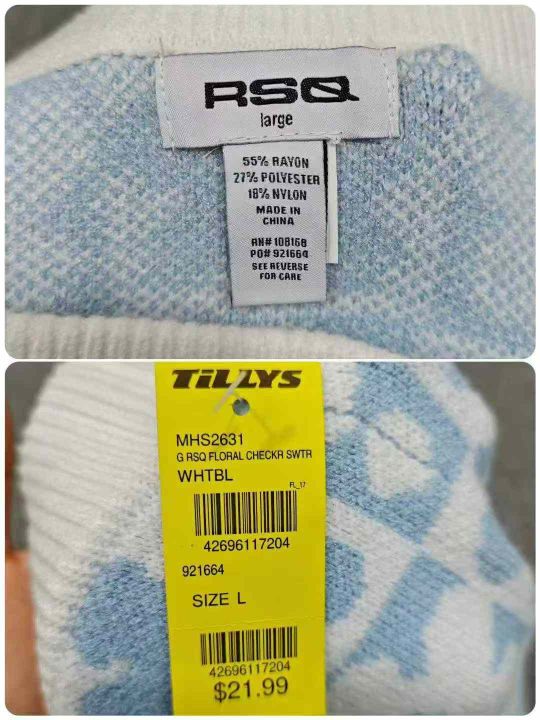 RSQ
large
55% RAYON
27% POLYESTER
18% NYLON
MADE IN
CHINA
RN# 108168
PO# 921664
SEE REVERSE
FOR CARE
TiLLYS
MHS2631
G RSQ FLORAL CHECKR SWTR
WHTBL
FL_17
42696117204
921664
SIZE L
42696117204
$21.99